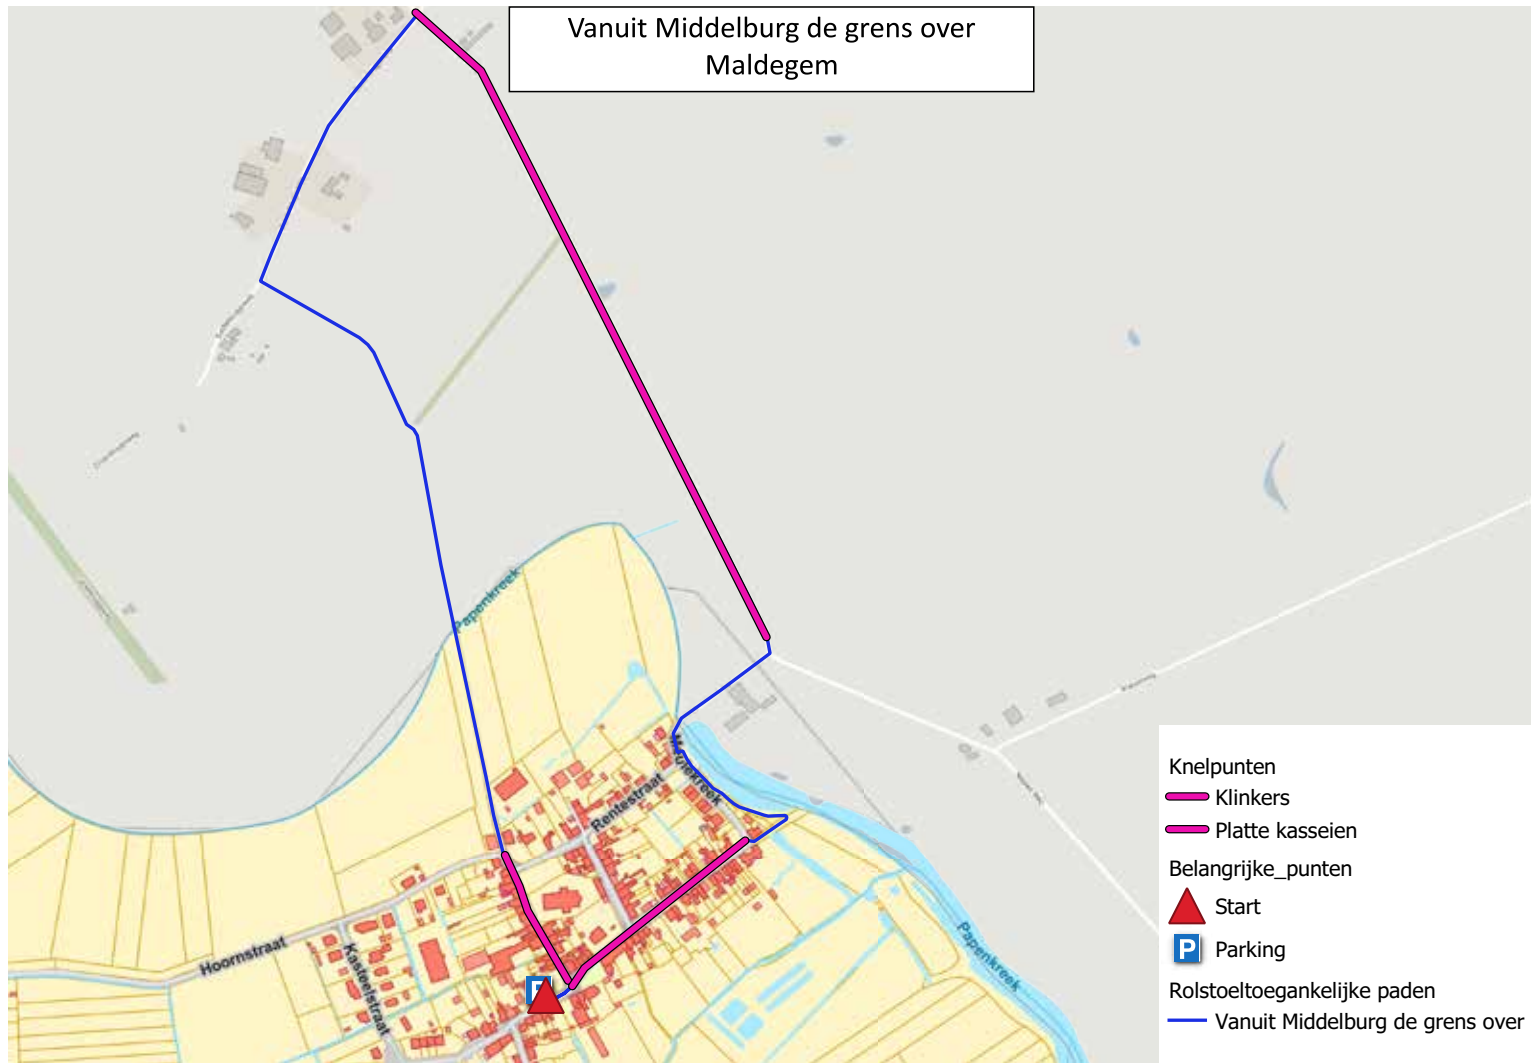 Vanuit Middelburg de grens over
Maldegem
Papenkreek
Meulekreek
Rentestraat
Hoornstraat
Kasteelstraat
Papenkreek
P
Knelpunten
Klinkers
Platte kasseien
Belangrijke_punten
Start
P Parking
Rolstoeltoegankelijke paden
Vanuit Middelburg de grens over